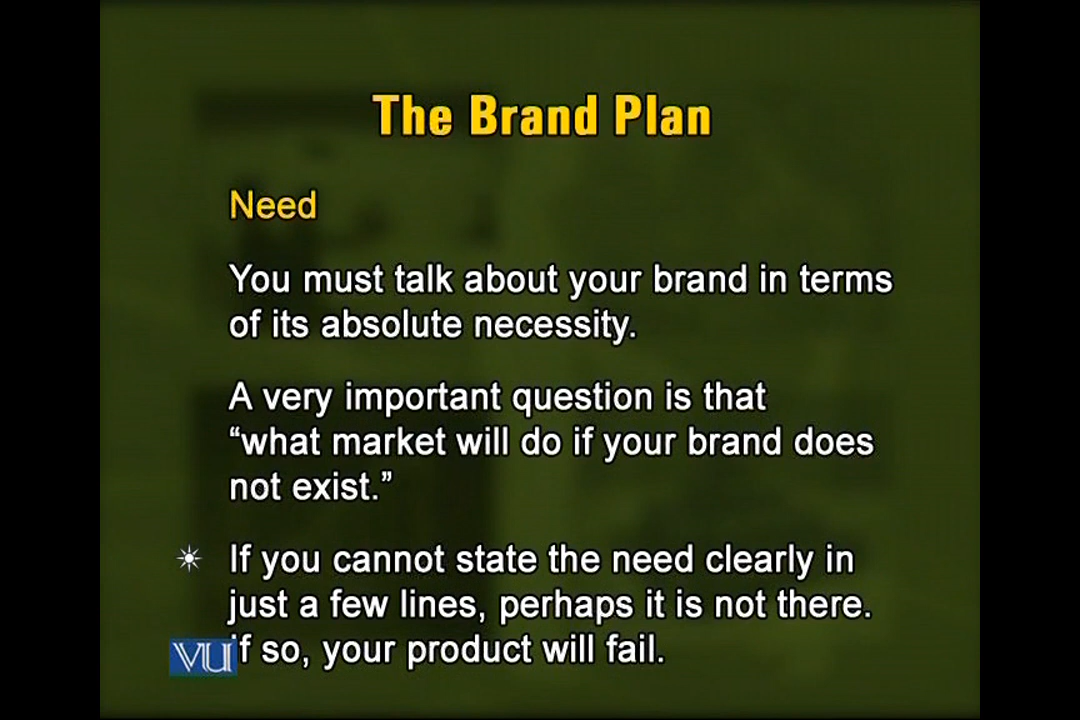 The Brand Plan
Need
You must talk about your brand in terms
of its absolute necessity.
A very important question is that
“what market will do if your brand does
not exist.”
If you cannot state the need clearly in
just a few lines, perhaps it is not there.
If so, your product will fail.
VU